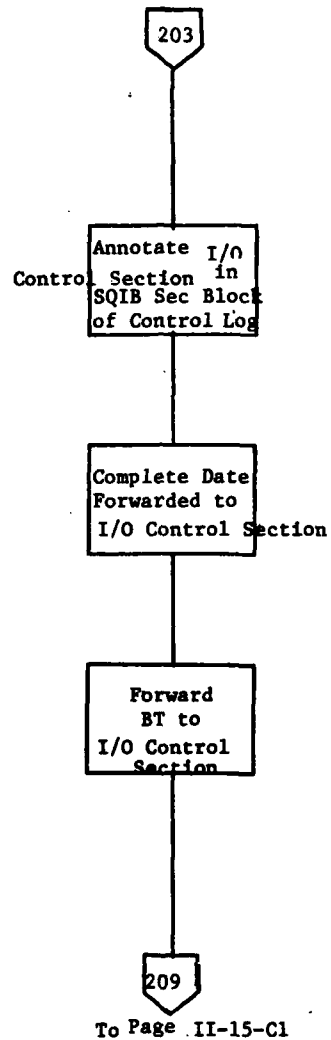 203
Annotate I/O
Control Section in
SQIB Sec Block
of Control Log
Complete Date
Forwarded to
I/O Control Section
Forward
BT to
I/O Control
Section
209
To Page II-15-C1